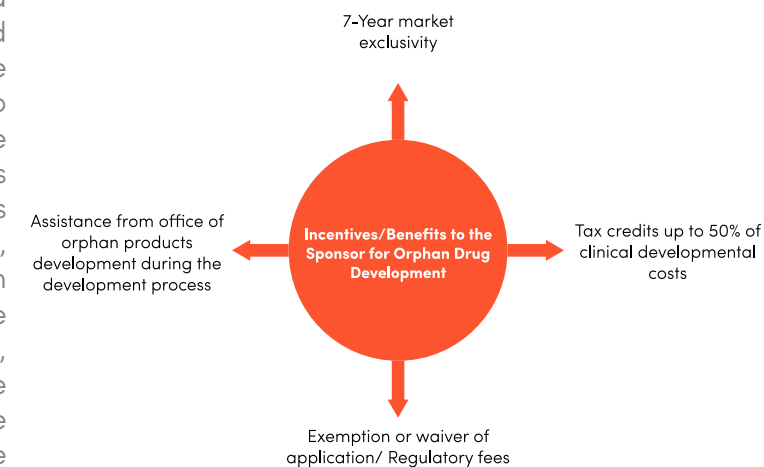 7-Year market
exclusivity
Assistance from office of
orphan products
development during the
development process
Incentives/Benefits to the
Sponsor for Orphan Drug
Development
Tax credits up to 50% of
clinical developmental
costs
Exemption or waiver of
application/ Regulatory fees